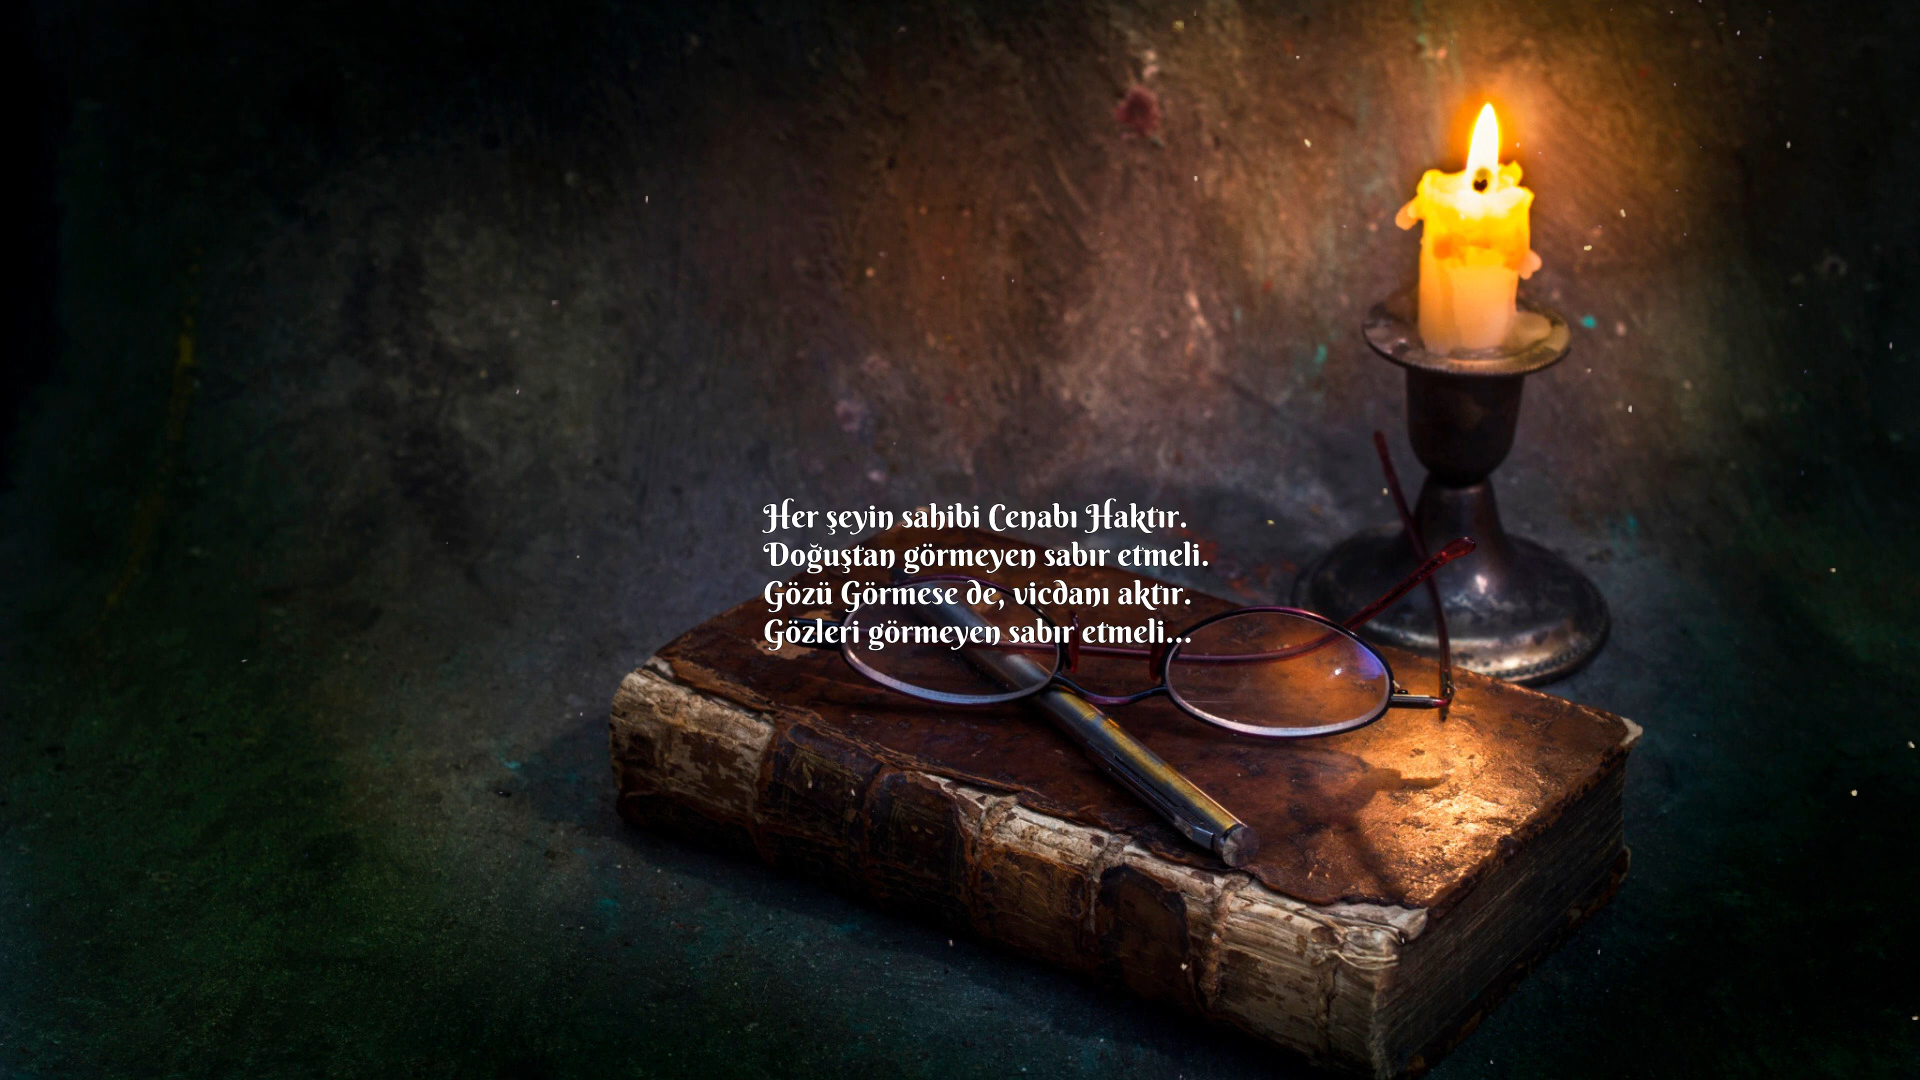 Her şeyin sahibi Cenabı Haktır.
Doğuştan görmeyen sabır etmeli.
Gözü Görmese de, vicdanı aktır.
Gözleri görmeyen sabır etmeli...